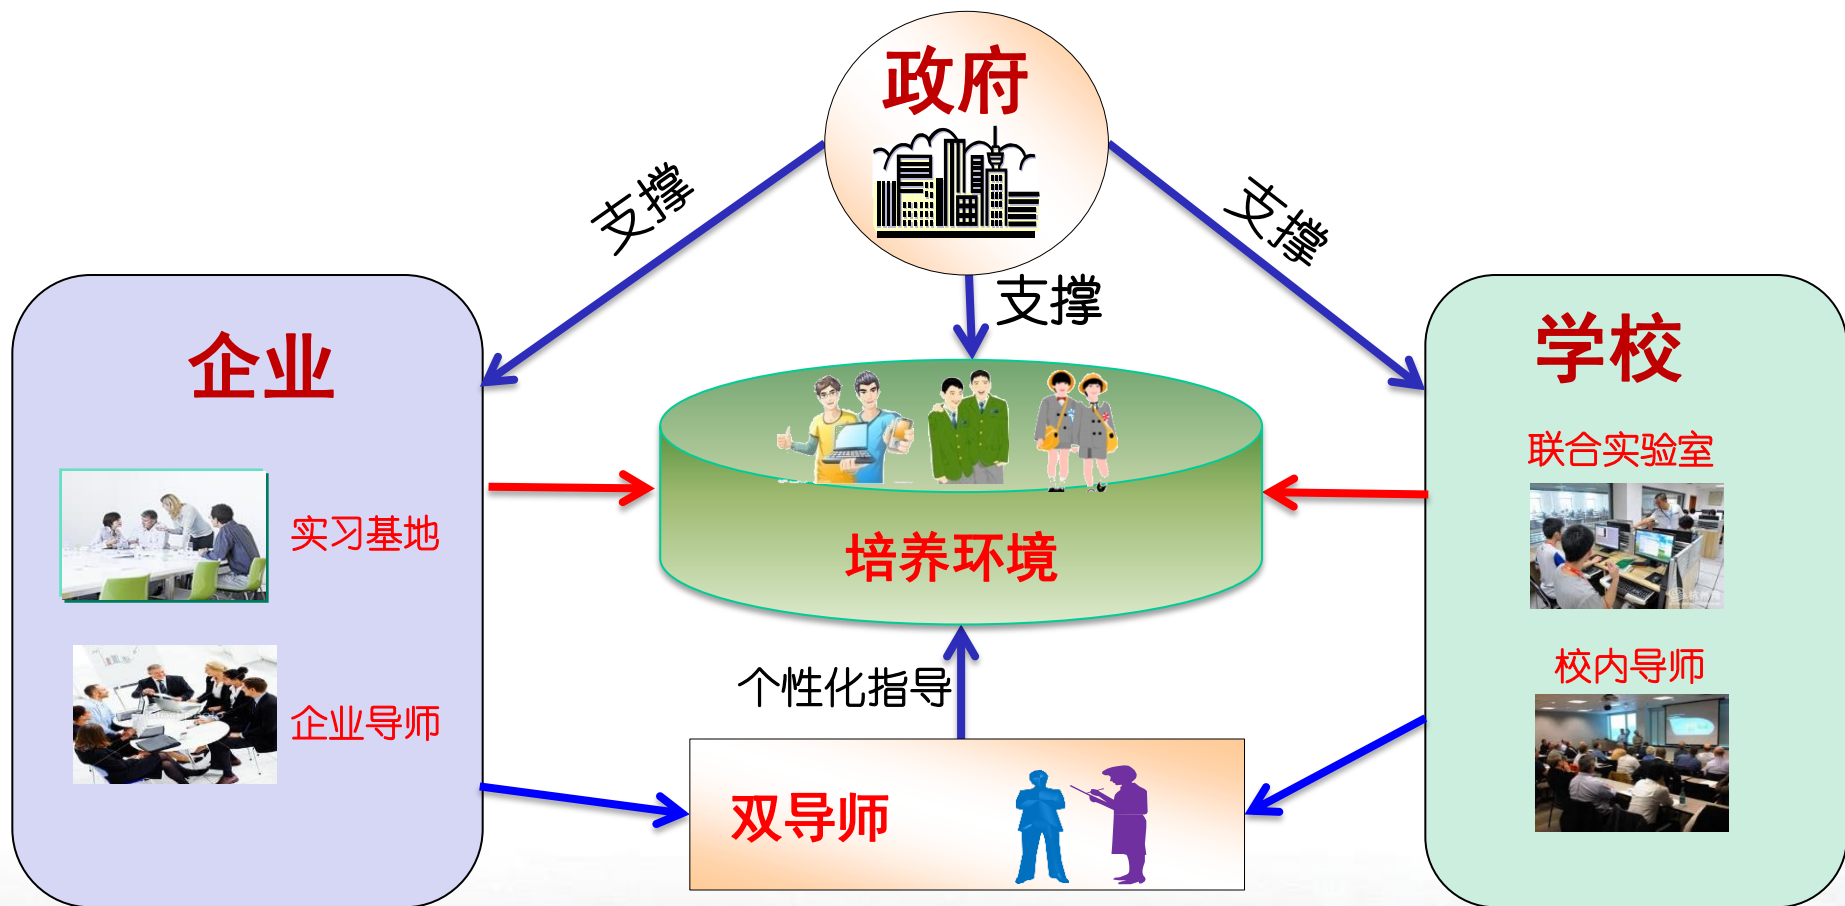 政府
支撑
支撑
支撑
企业
学校
联合实验室
实习基地
培养环境
校内导师
个性化指导
企业导师
双导师